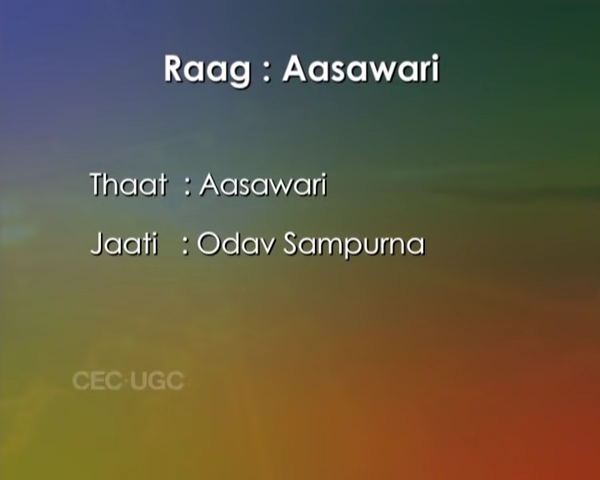 Raag : Aasawari
Thaat : Aasawari
Jaati : Odav Sampurna
CEC-UGC